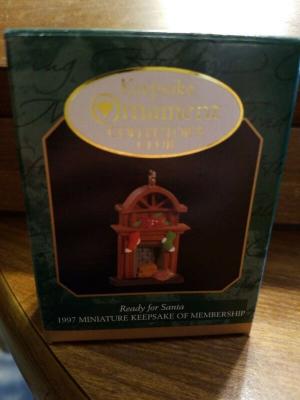 Keepsake
Ornament
COLLECTOR'S
CLUB
Ready for Santa
1997 MINIATURE KEEPSAKE OF MEMBERSHIP